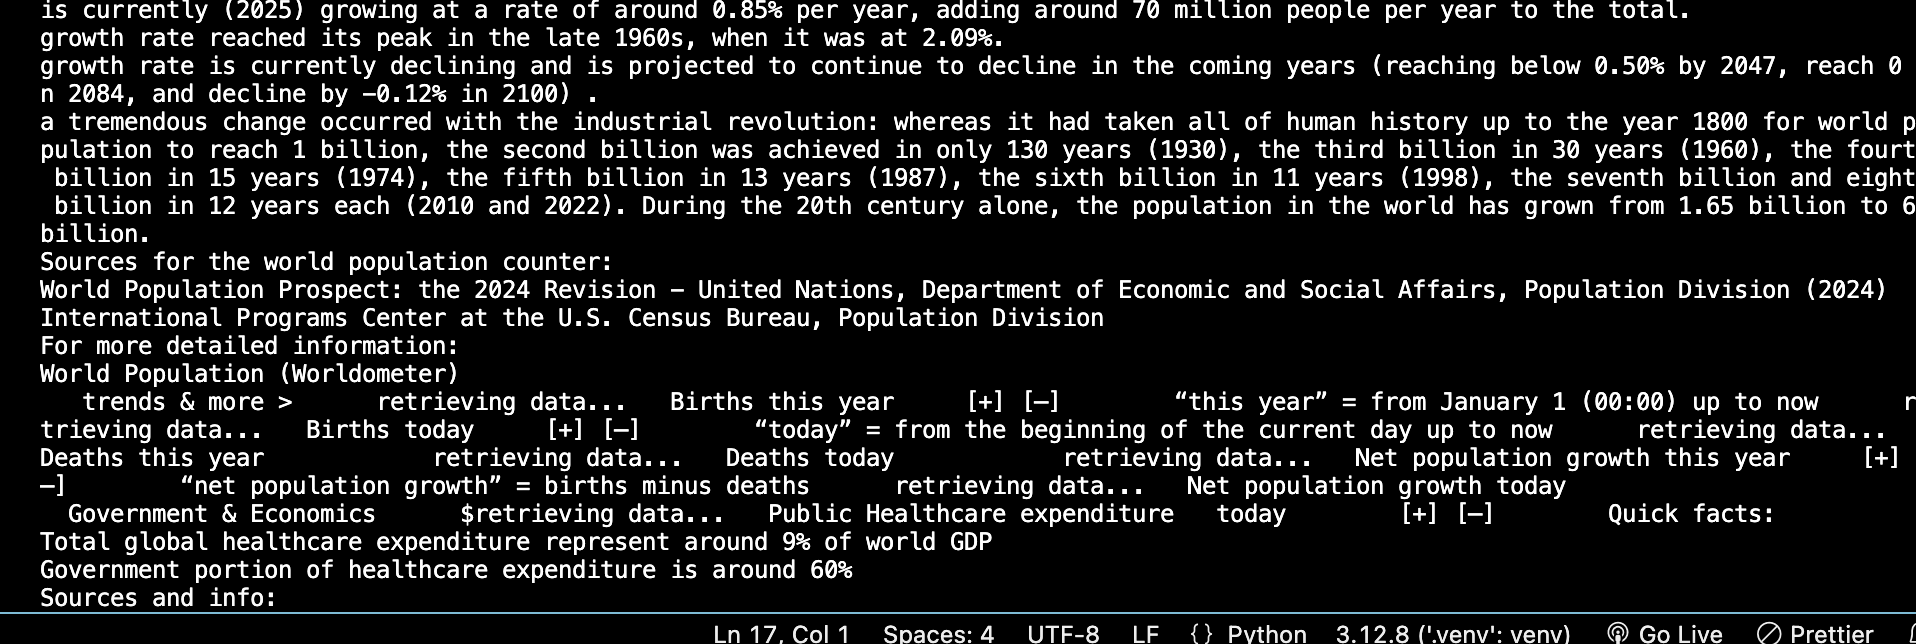 is currently (2025) growing at a rate of around 0.85% per year, adding around 70 million people per year to the total.
growth rate reached its peak in the late 1960s, when it was at 2.09%.
growth rate is currently declining and is projected to continue to decline in the coming years (reaching below 0.50% by 2047, reach 0
n 2084, and decline by -0.12% in 2100) .
a tremendous change occurred with the industrial revolution: whereas it had taken all of human history up to the year 1800 for world p
pulation to reach 1 billion, the second billion was achieved in only 130 years (1930), the third billion in 30 years (1960), the fourt
billion in 15 years (1974), the fifth billion in 13 years (1987), the sixth billion in 11 years (1998), the seventh billion and eight
billion in 12 years each (2010 and 2022). During the 20th century alone, the population in the world has grown from 1.65 billion to 6
billion.
Sources for the world population counter:
World Population Prospect: the 2024 Revision – United Nations, Department of Economic and Social Affairs, Population Division (2024)
International Programs Center at the U.S. Census Bureau, Population Division
For more detailed information:
World Population (Worldometer)
trends & more > retrieving data... Births this year [+] [–] “this year” = from January 1 (00:00) up to now r
trieving data... Births today [+] [–] “today” = from the beginning of the current day up to now retrieving data...
Deaths this year retrieving data... Deaths today retrieving data... Net population growth this year [+]
–] “net population growth” = births minus deaths retrieving data... Net population growth today
Government & Economics $retrieving data... Public Healthcare expenditure today [+] [–] Quick facts:
Total global healthcare expenditure represent around 9% of world GDP
Government portion of healthcare expenditure is around 60%
Sources and info:
Ln 17, Col 1 Spaces: 4 UTF-8 LF {} Python 3.12.8 ('.venv': venv) Go Live Prettier